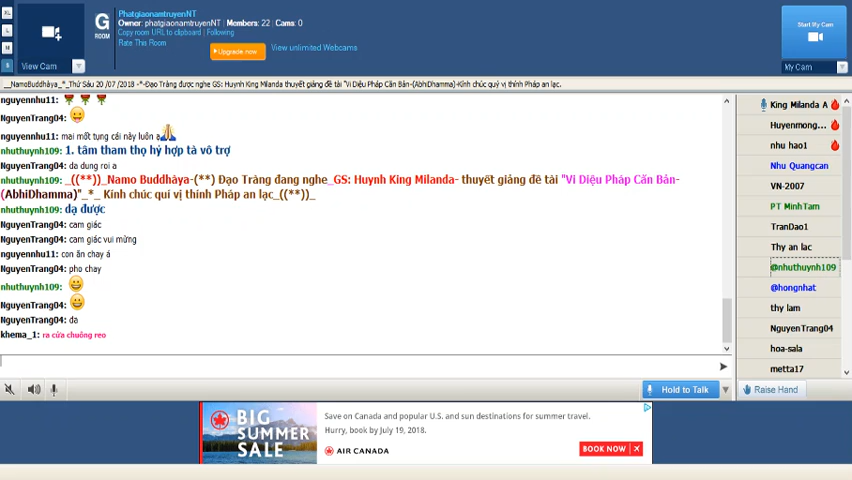 XL
L
M
S
View Cam
G
ROOM
PhatgiaonamtruyenNT
Owner: phatgiaonamtruyenNT | Members: 22 | Cams: 0
Copy room URL to clipboard | Following
Rate This Room
Upgrade now
View unlimited Webcams
Start My Cam
My Cam
__NamoBuddhàya_*_Thứ Sáu 20 /07 /2018 -*-Đạo Tràng được nghe GS: Huynh King Milanda thuyết giảng đề tài "Vi Diệu Pháp Căn Bản-(AbhiDhamma)-Kính chúc quý vị thính Pháp an lạc.
nguyennhu11:
NguyenTrang04:
nguyennhu11: mai mốt tụng cái này luôn ạ
nhuthuynh109: 1. tâm tham thọ hỷ hợp tà vô trợ
NguyenTrang04: da dung roi a
nhuthuynh109: _((**))_Namo Buddhàya-(**) Đạo Tràng đang nghe_GS: Huynh King Milanda- thuyết giảng đề tài "Vi Diệu Pháp Căn Bản-
(AbhiDhamma)"_*_ Kính chúc quí vị thính Pháp an lạc_((**))_
nhuthuynh109: dạ được
NguyenTrang04: cam giác
NguyenTrang04: cam giác vui mừng
nguyennhu11: con ăn chay á
NguyenTrang04: pho chay
nhuthuynh109:
NguyenTrang04:
NguyenTrang04: da
khema_1: ra cửa chuông reo
King Milanda A
Huyenmong...
nhu hao1
Nhu Quangcan
VN-2007
PT MinhTam
TranDao1
Thy an lac
@nhuthuynh109
@hongnhat
thy lam
NguyenTrang04
hoa-sala
metta17
Hold to Talk
Raise Hand
BIG
SUMMER
SALE
Save on Canada and popular U.S. and sun destinations for summer travel.
Hurry, book by July 19, 2018.
AIR CANADA
BOOK NOW